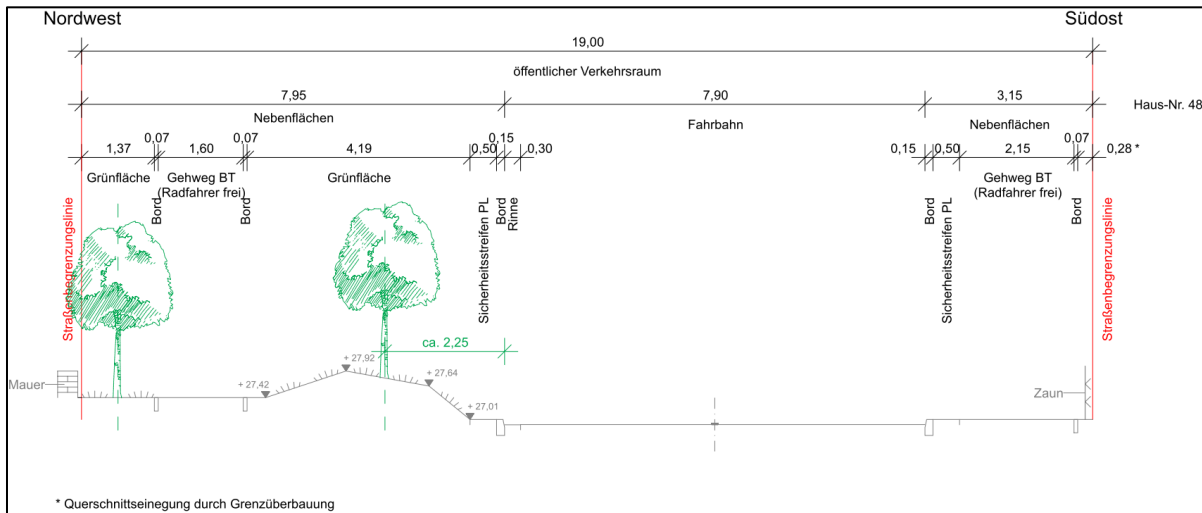 Nordwest
Südost
19,00
öffentlicher Verkehrsraum
7,95
7,90
3,15
Haus-Nr. 48
Nebenflächen
Fahrbahn
Nebenflächen
1,37
0,07
1,60
0,07
4,19
0,50
0,15
0,30
0,15
0,50
2,15
0,07
0,28 *
Grünfläche
Gehweg BT
(Radfahrer frei)
Grünfläche
Gehweg BT
(Radfahrer frei)
Straßenbegrenzungslinie
Bord
Bord
Sicherheitsstreifen PL
Bord
Rinne
Bord
Sicherheitsstreifen PL
Bord
Straßenbegrenzungslinie
ca. 2,25
+ 27,92
+ 27,64
+ 27,42
+ 27,01
Mauer
Zaun
* Querschnittseinegung durch Grenzüberbauung